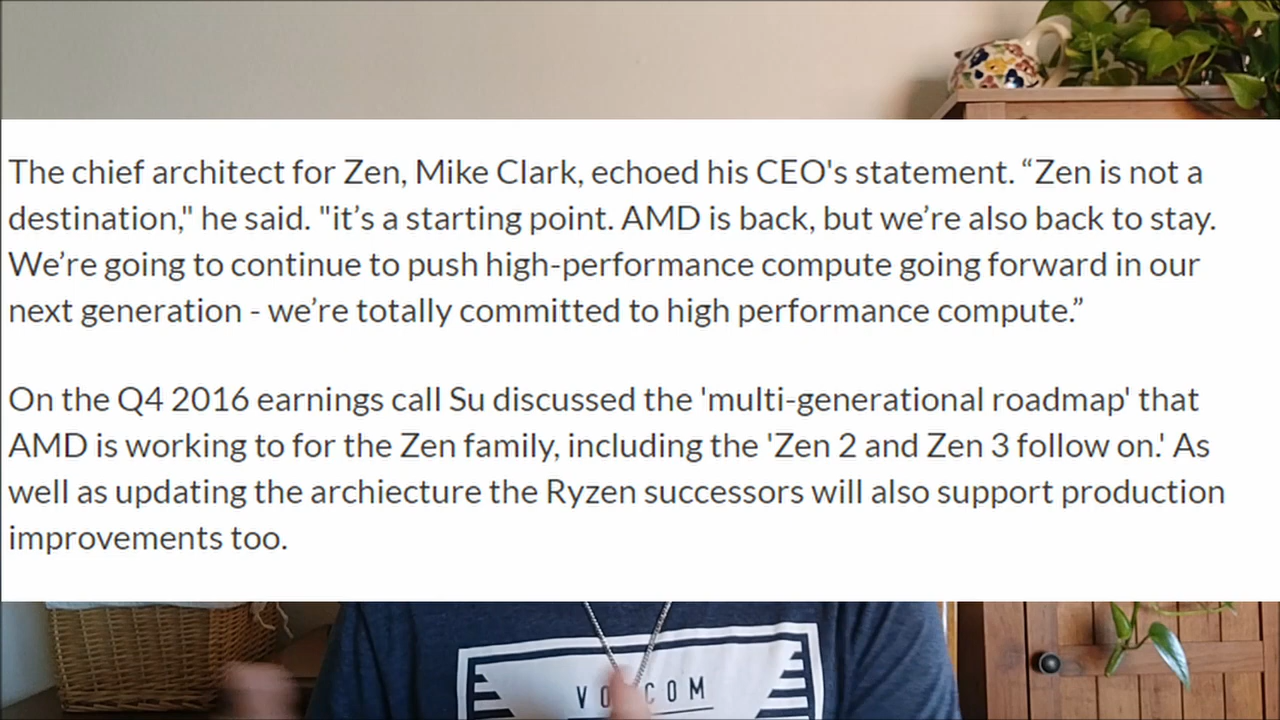 The chief architect for Zen, Mike Clark, echoed his CEO's statement. “Zen is not a
destination," he said. "it’s a starting point. AMD is back, but we’re also back to stay.
We’re going to continue to push high-performance compute going forward in our
next generation - we’re totally committed to high performance compute.”
On the Q4 2016 earnings call Su discussed the 'multi-generational roadmap' that
AMD is working to for the Zen family, including the 'Zen 2 and Zen 3 follow on.' As
well as updating the archiecture the Ryzen successors will also support production
improvements too.